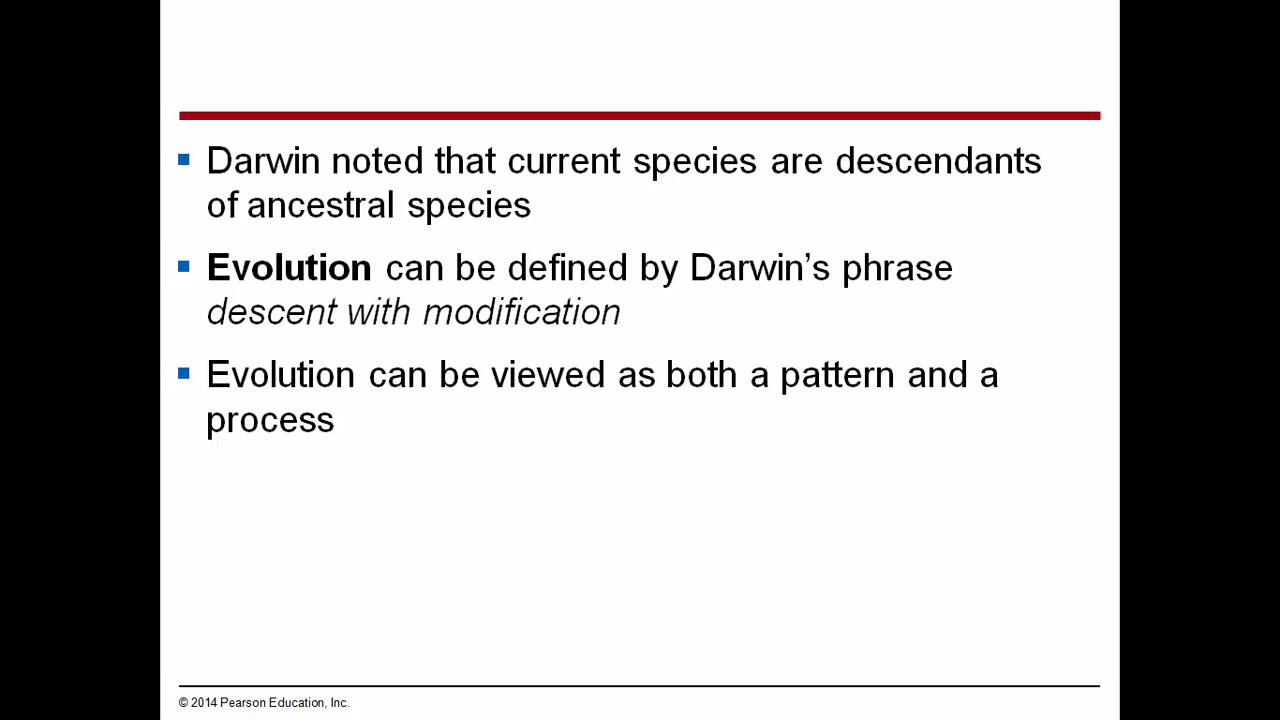 Darwin noted that current species are descendants
of ancestral species
Evolution can be defined by Darwin’s phrase
descent with modification
Evolution can be viewed as both a pattern and a
process
© 2014 Pearson Education, Inc.